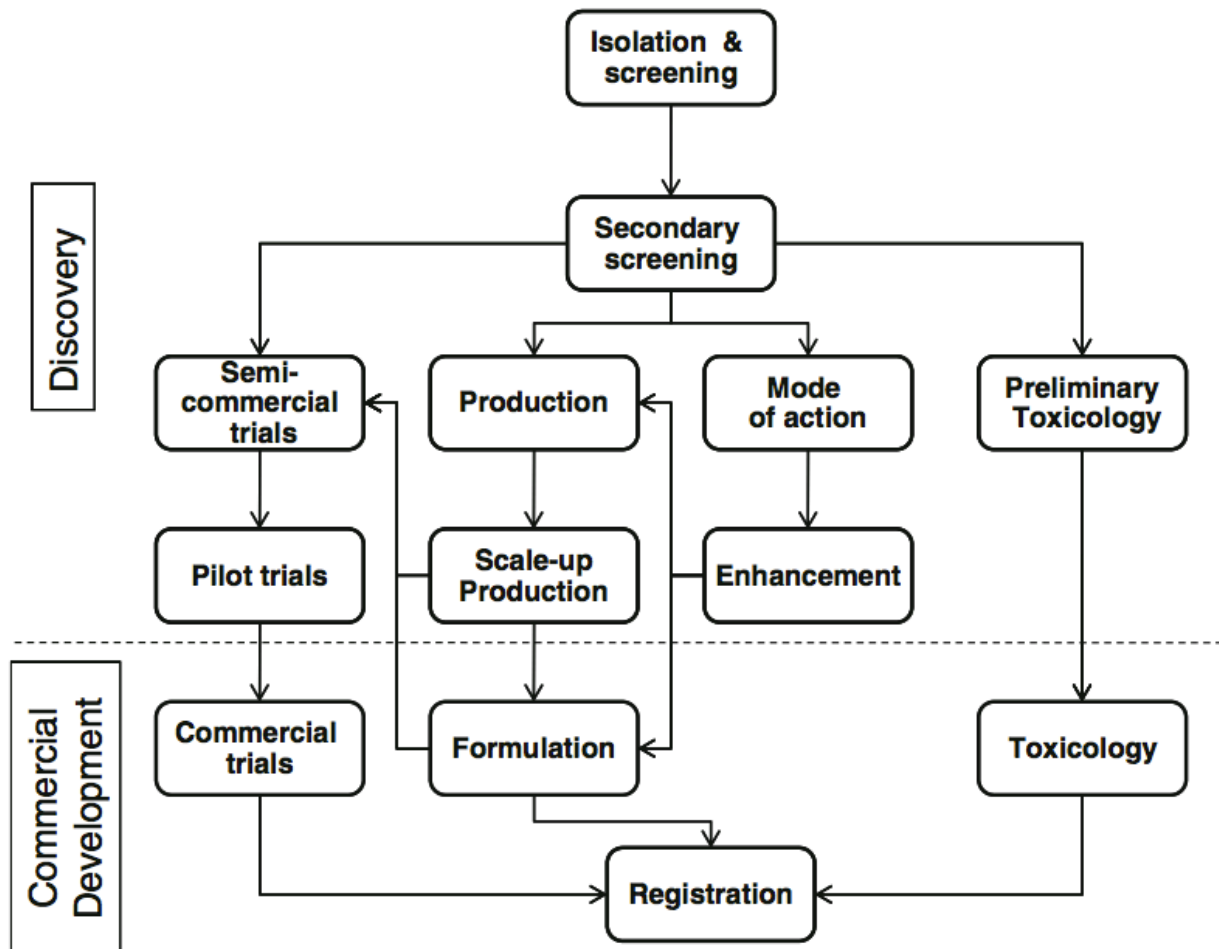 Isolation &
screening
Discovery
Secondary
screening
Semi-
commercial
trials
Production
Mode
of action
Preliminary
Toxicology
Pilot trials
Scale-up
Production
Enhancement
Commercial
Development
Commercial
trials
Formulation
Toxicology
Registration